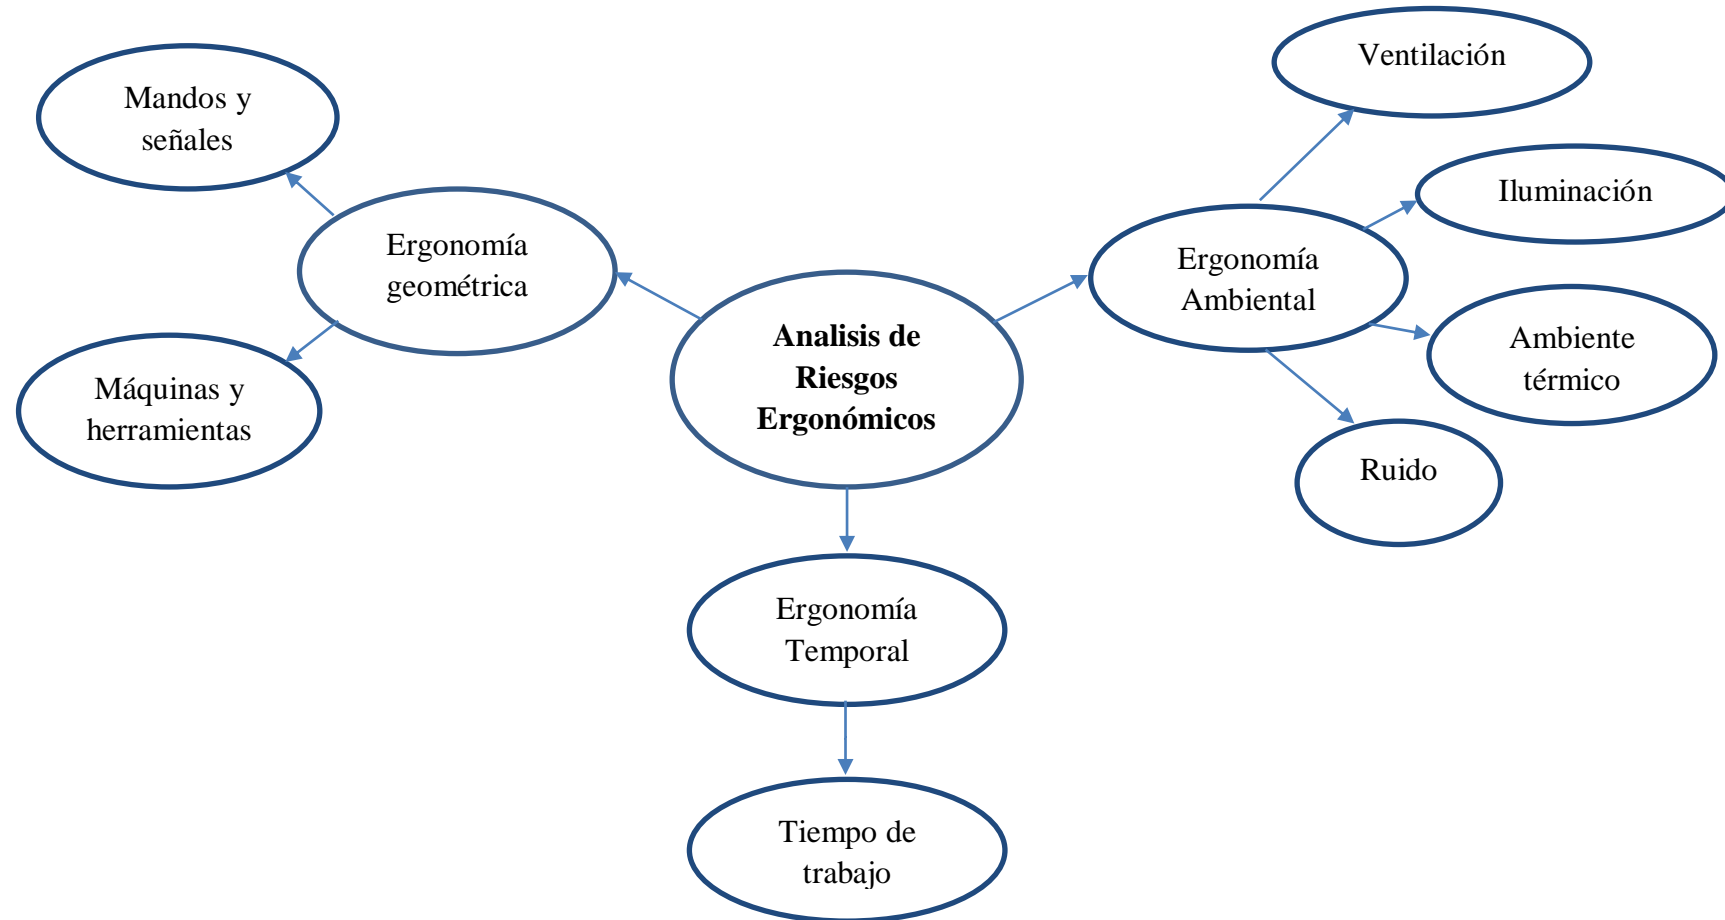 Mandos y
señales
Ergonomía
geométrica
Máquinas y
herramientas
Analisis de
Riesgos
Ergonómicos
Ergonomía
Temporal
Tiempo de
trabajo
Ergonomía
Ambiental
Ventilación
Iluminación
Ambiente
térmico
Ruido